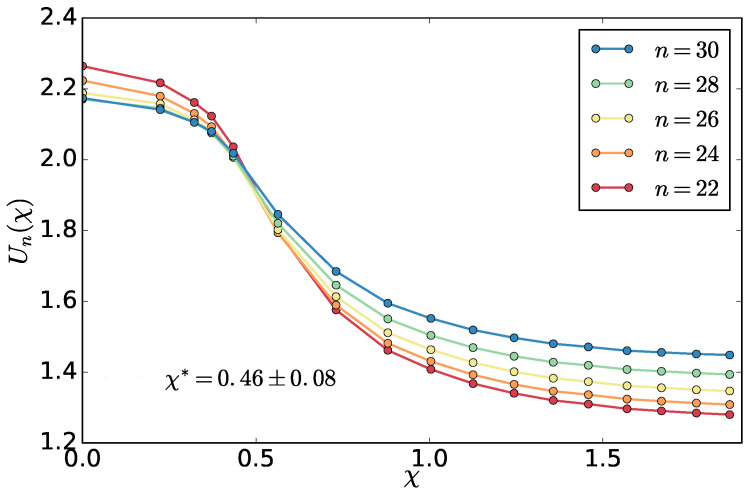 2.4
2.2
2.0
1.8
1.6
1.4
1.2
U_n(χ)
n = 30
n = 28
n = 26
n = 24
n = 22
χ* = 0.46 ± 0.08
0.0 0.5 1.0 1.5
χ